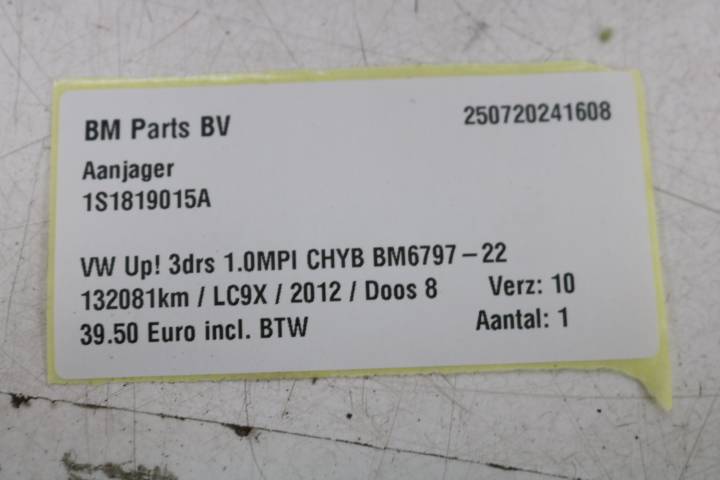 BM Parts BV 250720241608
Aanjager
1S1819015A
VW Up! 3drs 1.0MPI CHYB BM6797-22
132081km / LC9X / 2012 / Doos 8 Verz: 10
39.50 Euro incl. BTW Aantal: 1